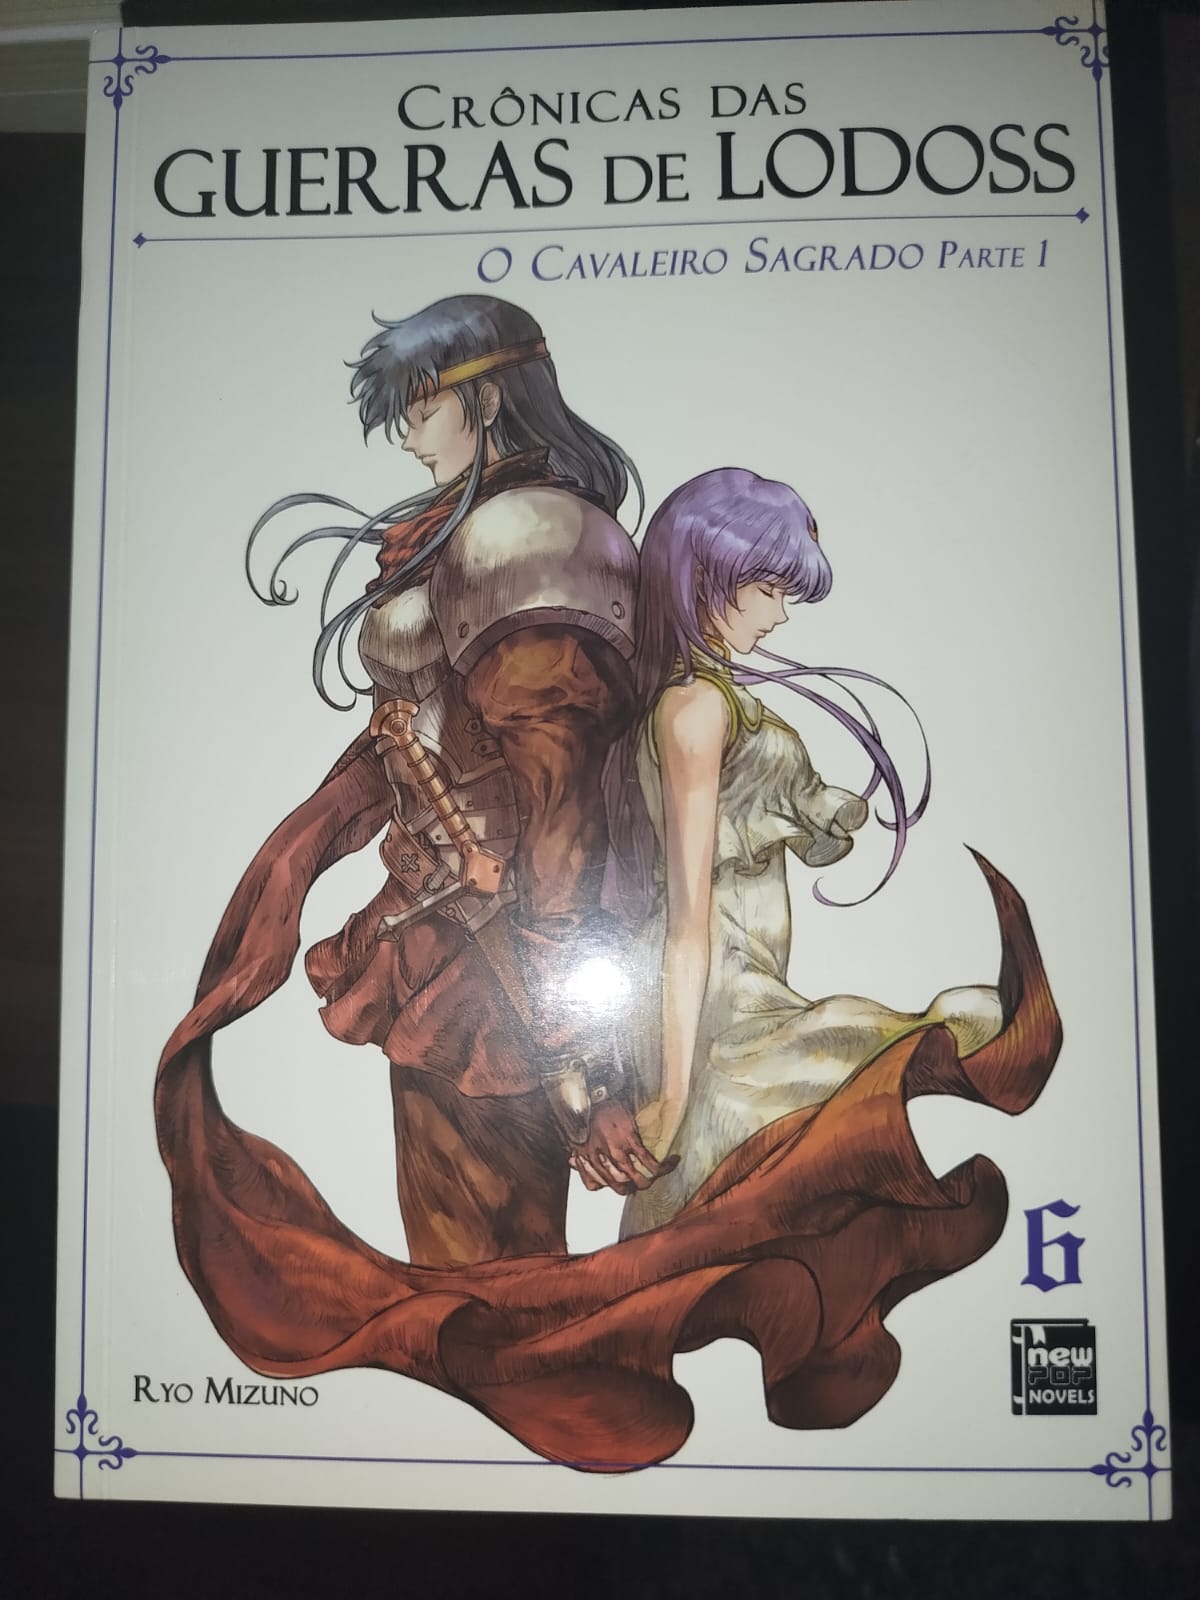 Crônicas das
Guerras de Lodoss
O Cavaleiro Sagrado Parte 1
6
new
POP
NOVELS
Ryo Mizuno